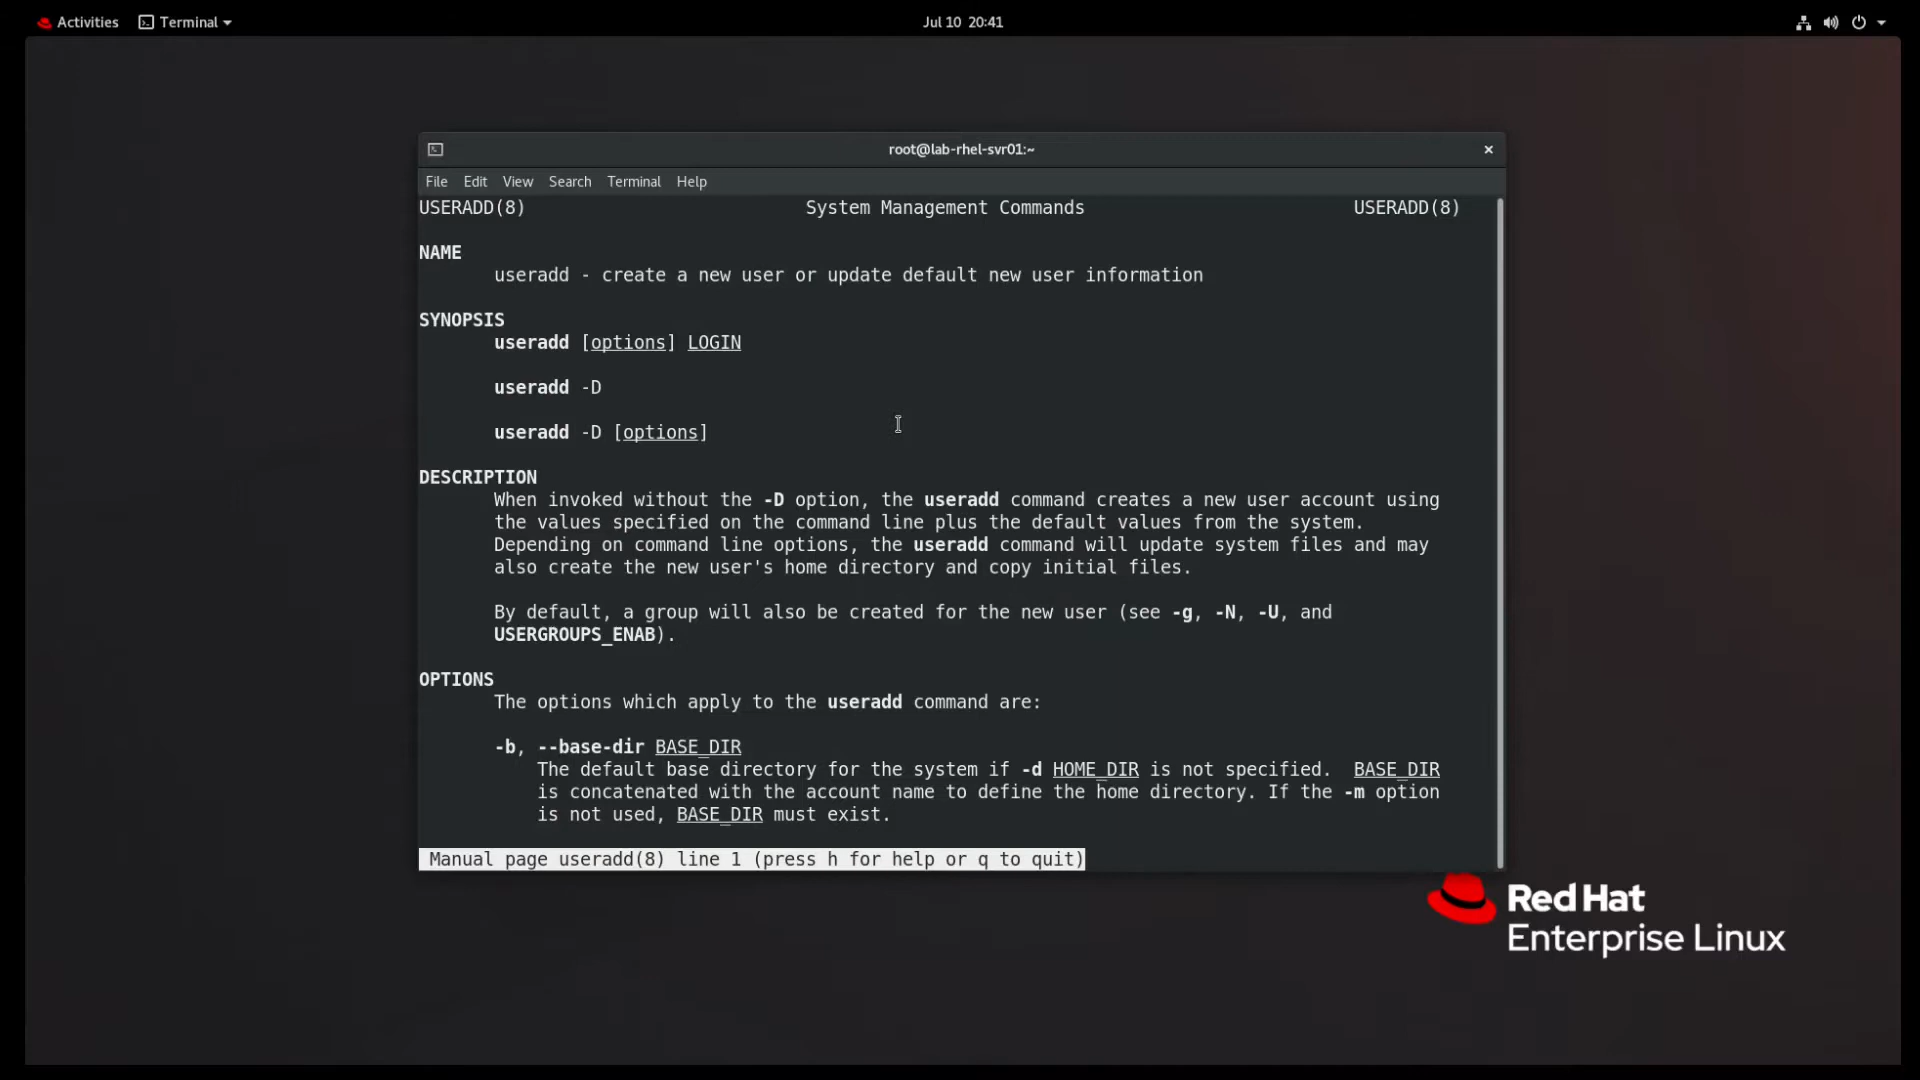 Activities Terminal Jul 10 20:41
root@lab-rhel-svr01:~ ×
File Edit View Search Terminal Help
USERADD(8) System Management Commands USERADD(8)
NAME
useradd - create a new user or update default new user information
SYNOPSIS
useradd [options] LOGIN
useradd -D
useradd -D [options]
DESCRIPTION
When invoked without the -D option, the useradd command creates a new user account using
the values specified on the command line plus the default values from the system.
Depending on command line options, the useradd command will update system files and may
also create the new user's home directory and copy initial files.
By default, a group will also be created for the new user (see -g, -N, -U, and
USERGROUPS_ENAB).
OPTIONS
The options which apply to the useradd command are:
-b, --base-dir BASE_DIR
The default base directory for the system if -d HOME_DIR is not specified. BASE_DIR
is concatenated with the account name to define the home directory. If the -m option
is not used, BASE_DIR must exist.
Manual page useradd(8) line 1 (press h for help or q to quit)
Red Hat
Enterprise Linux